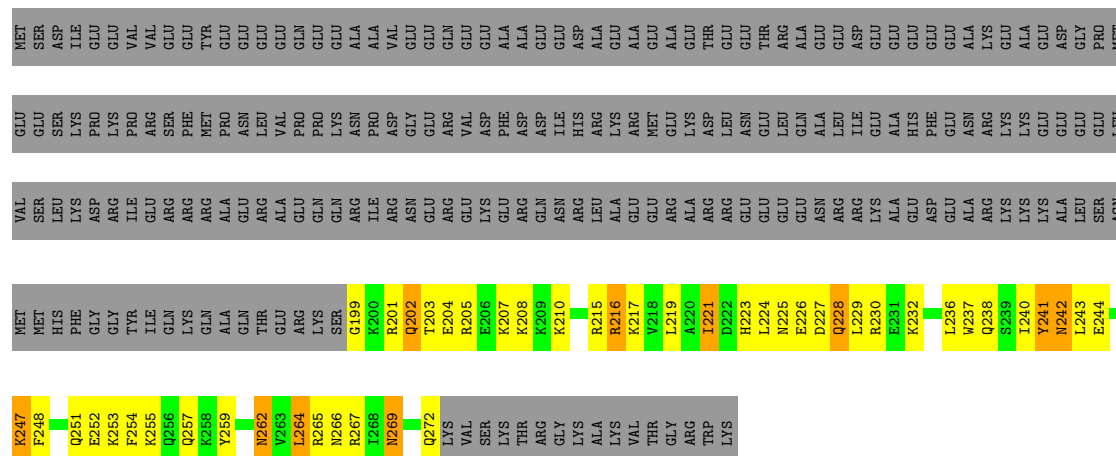 MET SER ASP ILE GLU GLU VAL VAL GLU GLU TYR GLU GLU GLU GLU GLN GLU GLU ALA ALA VAL GLU GLU GLN GLU GLU ALA ALA GLU GLU ASP ALA GLU ALA GLU ALA GLU THR GLU GLU THR ARG ALA GLU GLU ASP GLU GLU GLU GLU GLU ALA LYS GLU ALA GLU ASP GLY PRO MET
GLU GLU SER LYS PRO LYS PRO ARG SER PHE MET PRO ASN LEU VAL PRO PRO LYS ASN PRO ASP GLY GLU ARG VAL ASP PHE ASP ASP ILE HIS ARG LYS ARG MET GLU LYS ASP LEU ASN GLU LEU GLN ALA LEU ILE GLU ALA HIS PHE GLU ASN ARG LYS LYS GLU GLU GLU GLU LEU
VAL SER LEU LYS ASP ARG ILE GLU ARG ARG ARG ALA GLU ARG ALA GLU GLN GLN ARG ILE ARG ASN GLU ARG GLU LYS GLU ARG GLN ASN ARG LEU ALA GLU GLU ARG ALA ARG ARG GLU GLU GLU GLU ASN ARG ARG LYS ALA GLU ASP GLU ALA ARG LYS LYS LYS ALA LEU SER ASN
MET MET HIS PHE GLY GLY TYR ILE GLN LYS GLN ALA GLN THR GLU ARG LYS SER G199 K200 R201 Q202 T203 E204 R205 E206 K207 K208 K209 K210 R215 R216 K217 V218 L219 A220 I221 D222 H223 L224 N225 E226 D227 Q228 L229 R230 E231 K232 L236 W237 Q238 S239 I240 Y241 N242 L243 E244
K247 F248 Q251 E252 K253 F254 K255 Q256 Q257 K258 Y259 N262 V263 L264 R265 N266 R267 I268 N269 Q272 LYS VAL SER LYS THR ARG GLY LYS ALA LYS VAL THR GLY ARG TRP LYS